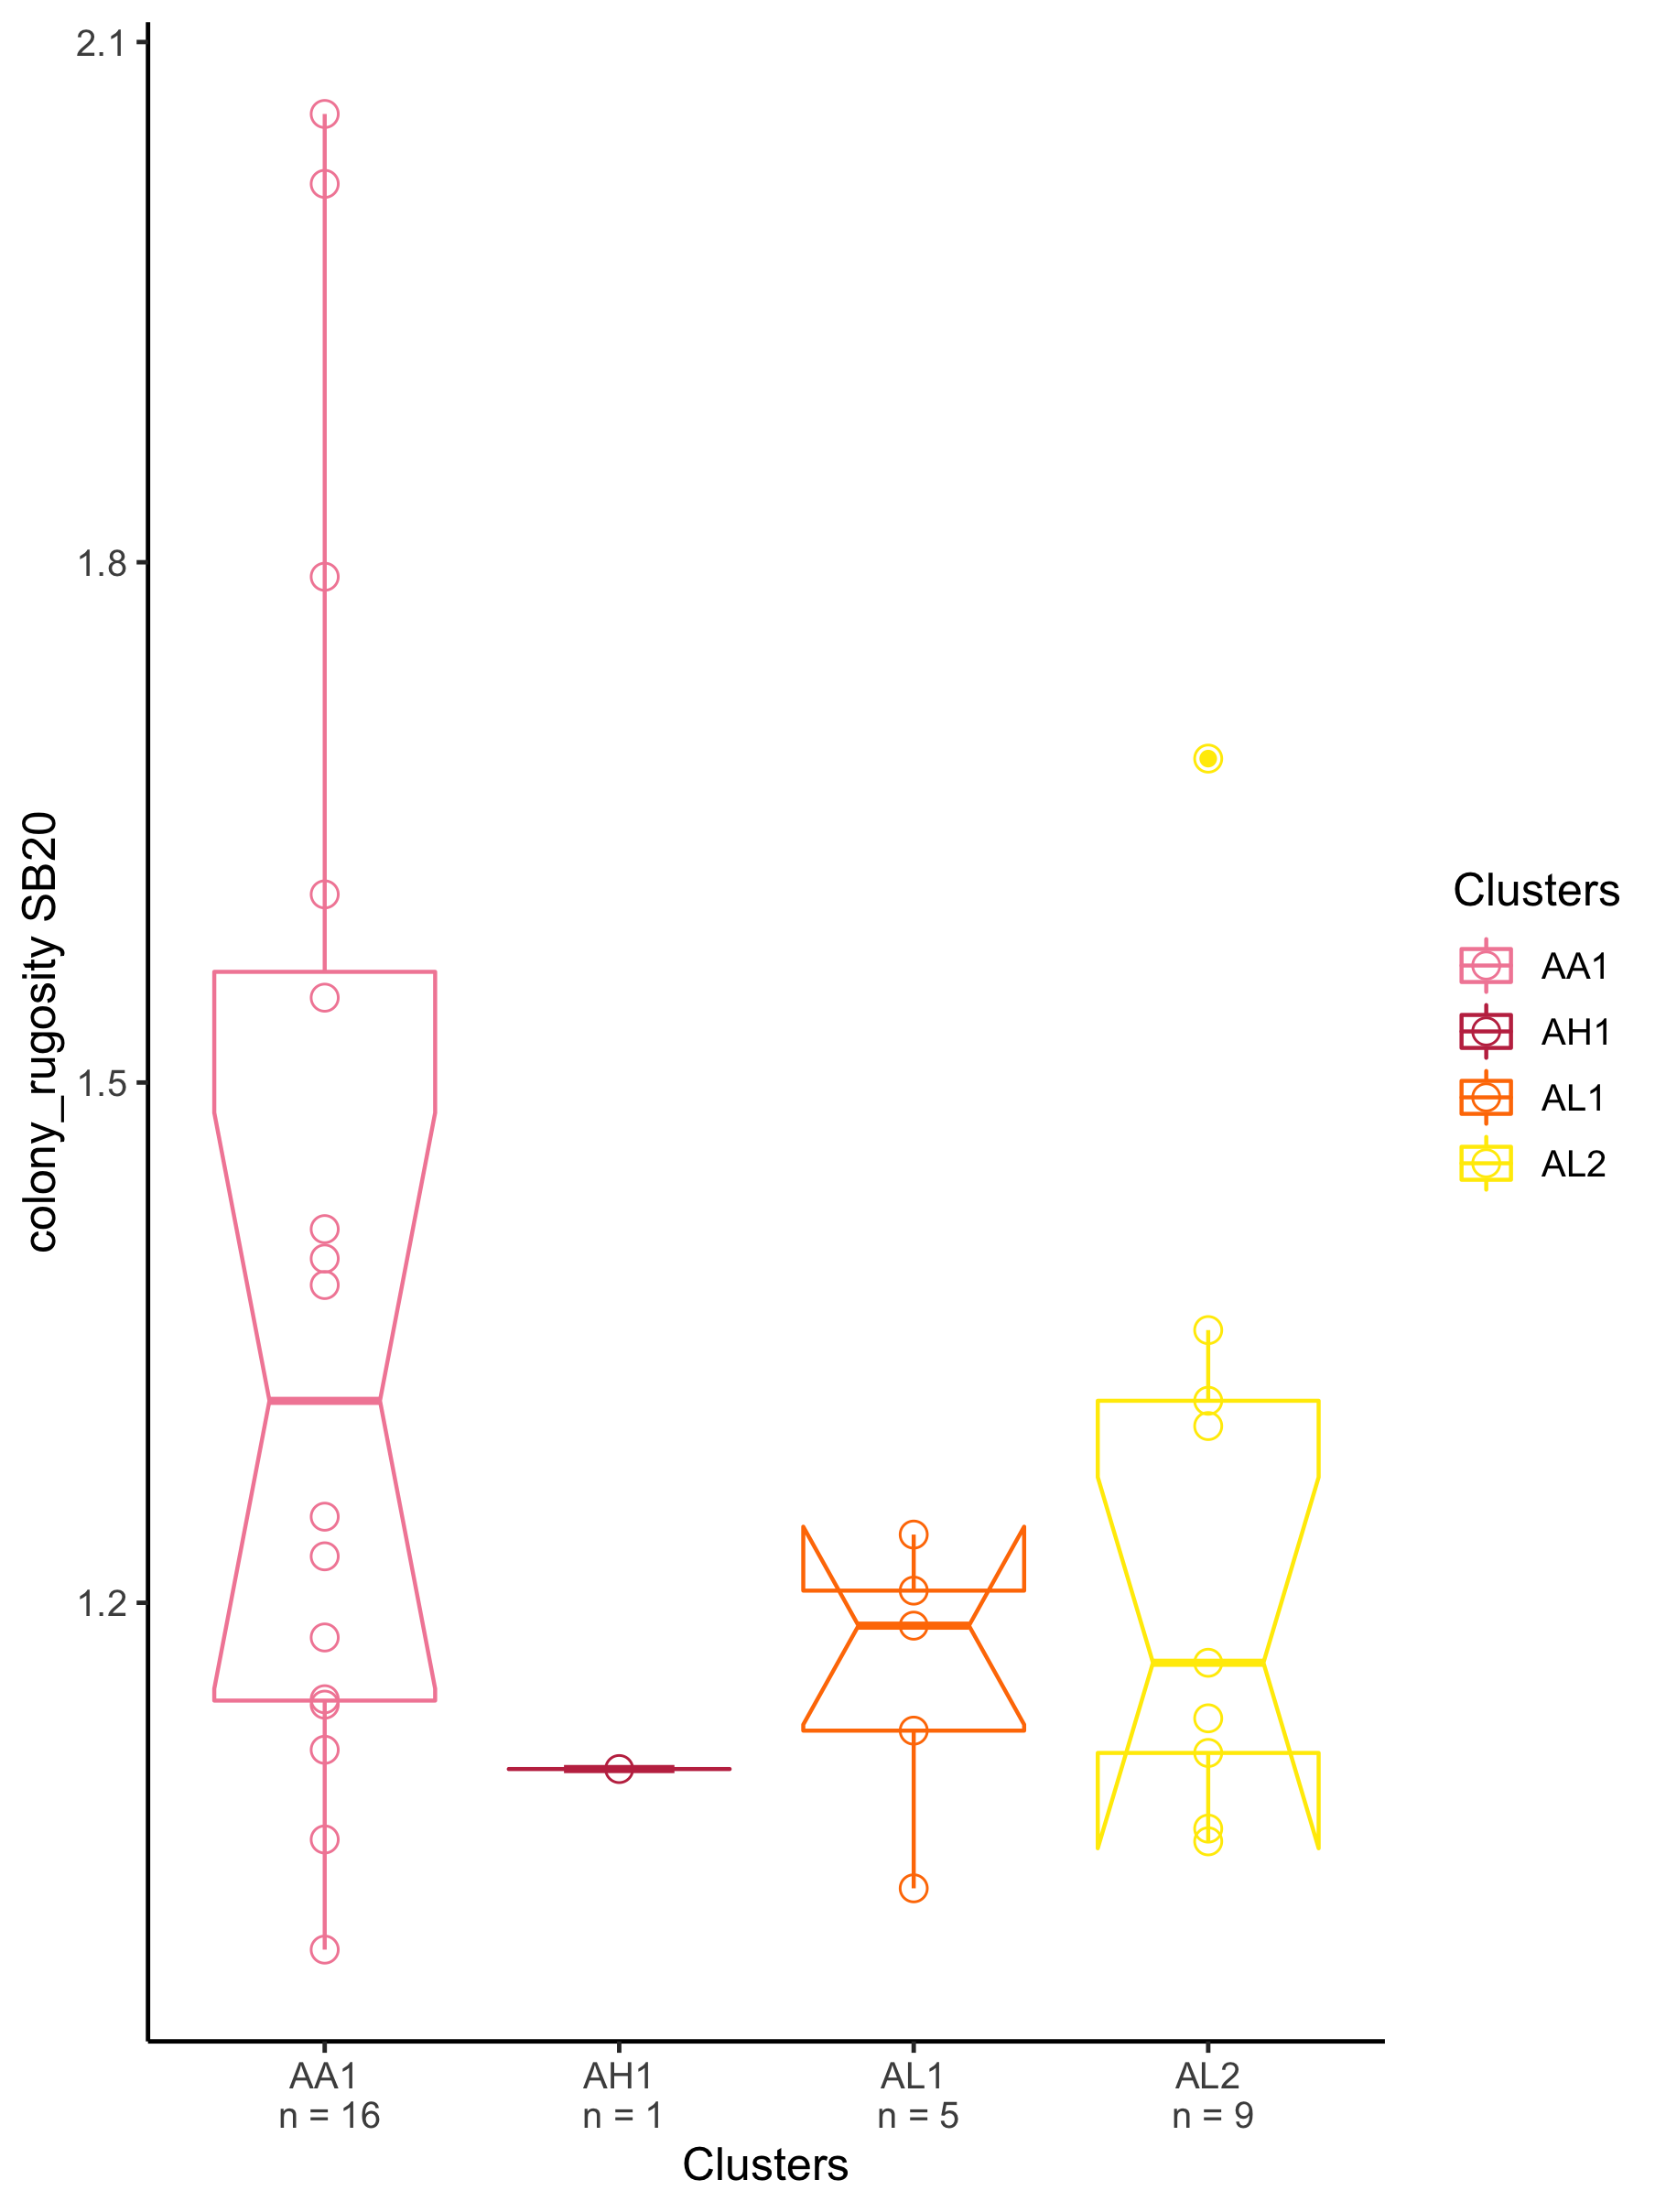 colony_rugosity SB20
2.1
1.8
1.5
1.2
AA1
n = 16
AH1
n = 1
AL1
n = 5
AL2
n = 9
Clusters
Clusters
AA1
AH1
AL1
AL2